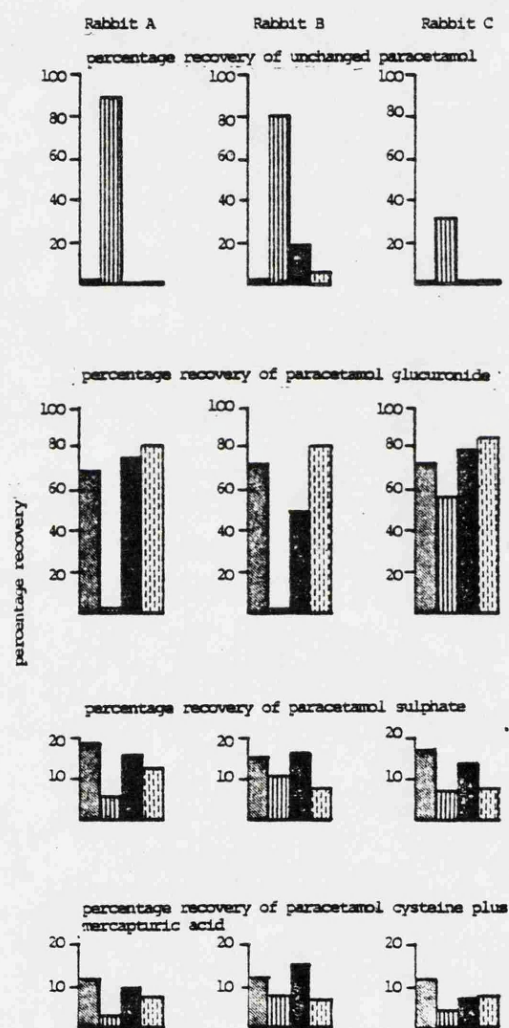 Rabbit A Rabbit B Rabbit C
percentage recovery of unchanged paracetamol
100 100 100
80 80 80
60 60 60
40 40 40
20 20 20
percentage recovery of paracetamol glucuronide
100 100 100
80 80 80
60 60 60
40 40 40
20 20 20
percentage recovery
percentage recovery of paracetamol sulphate
20 20 20
10 10 10
percentage recovery of paracetamol cysteine plus
mercapturic acid
20 20 20
10 10 10